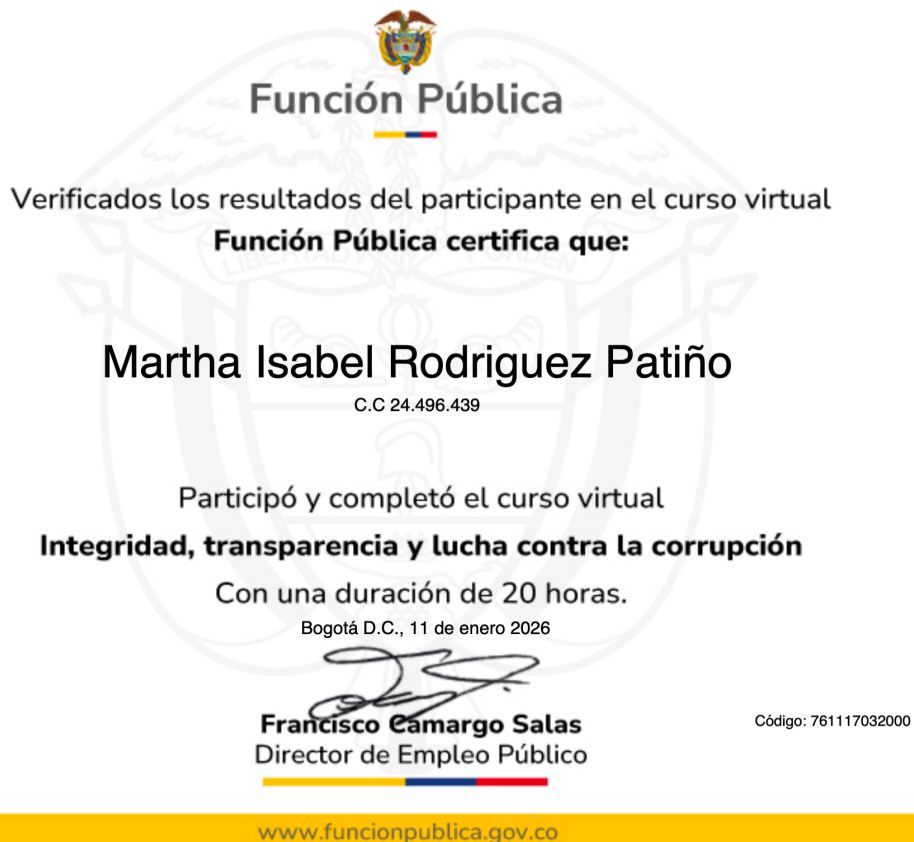 Función Pública
Verificados los resultados del participante en el curso virtual
Función Pública certifica que:
LIBERTAD Y ORDEN
Martha Isabel Rodriguez Patiño
C.C 24.496.439
Participó y completó el curso virtual
Integridad, transparencia y lucha contra la corrupción
Con una duración de 20 horas.
Bogotá D.C., 11 de enero 2026
Francisco Camargo Salas
Director de Empleo Público
Código: 761117032000
www.funcionpublica.gov.co